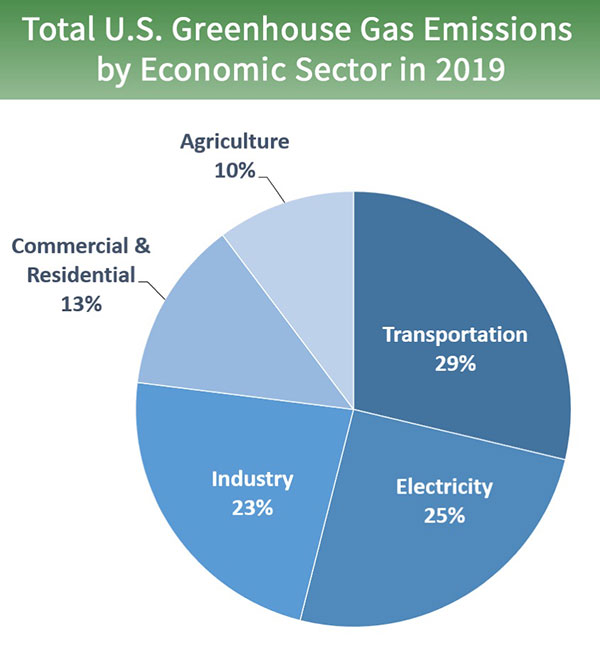 Total U.S. Greenhouse Gas Emissions
by Economic Sector in 2019
Agriculture
10%
Commercial &
Residential
13%
Transportation
29%
Industry
23%
Electricity
25%